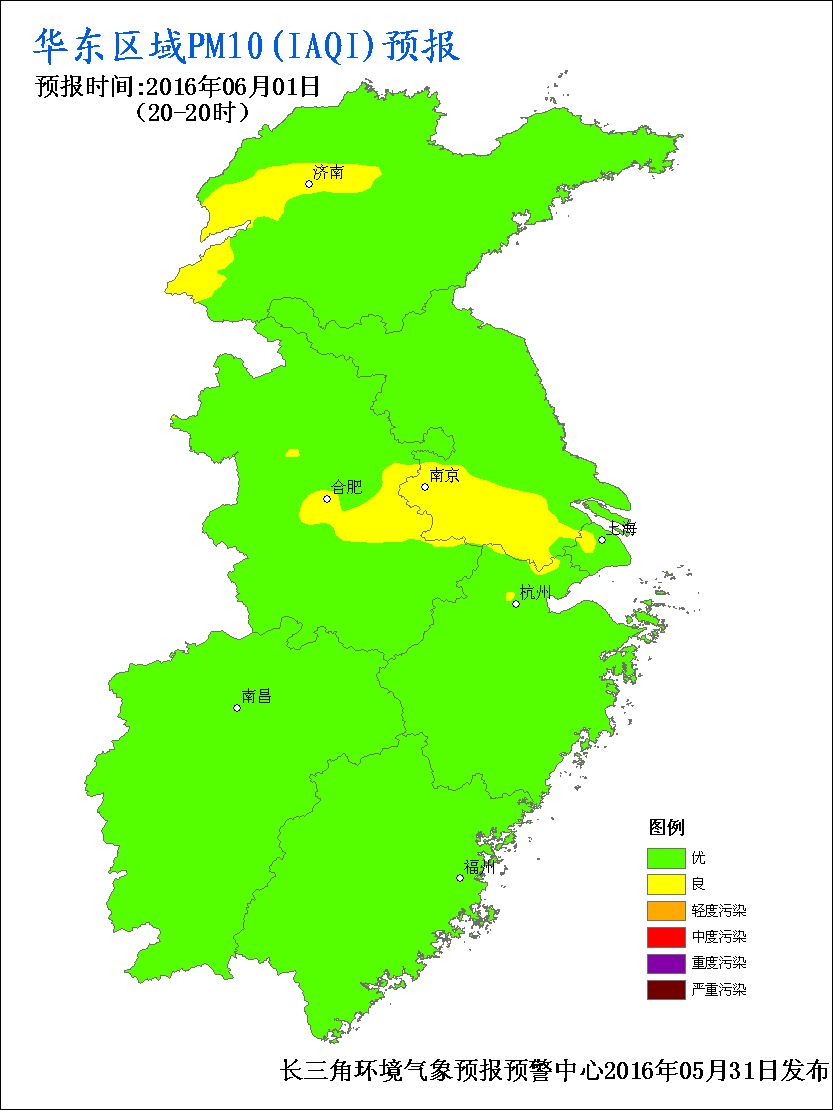 华东区域PM10(IAQI)预报
预报时间:2016年06月01日
（20-20时）
济南
南京
合肥
上海
杭州
南昌
福州
图例
优
良
轻度污染
中度污染
重度污染
严重污染
长三角环境气象预报预警中心2016年05月31日发布